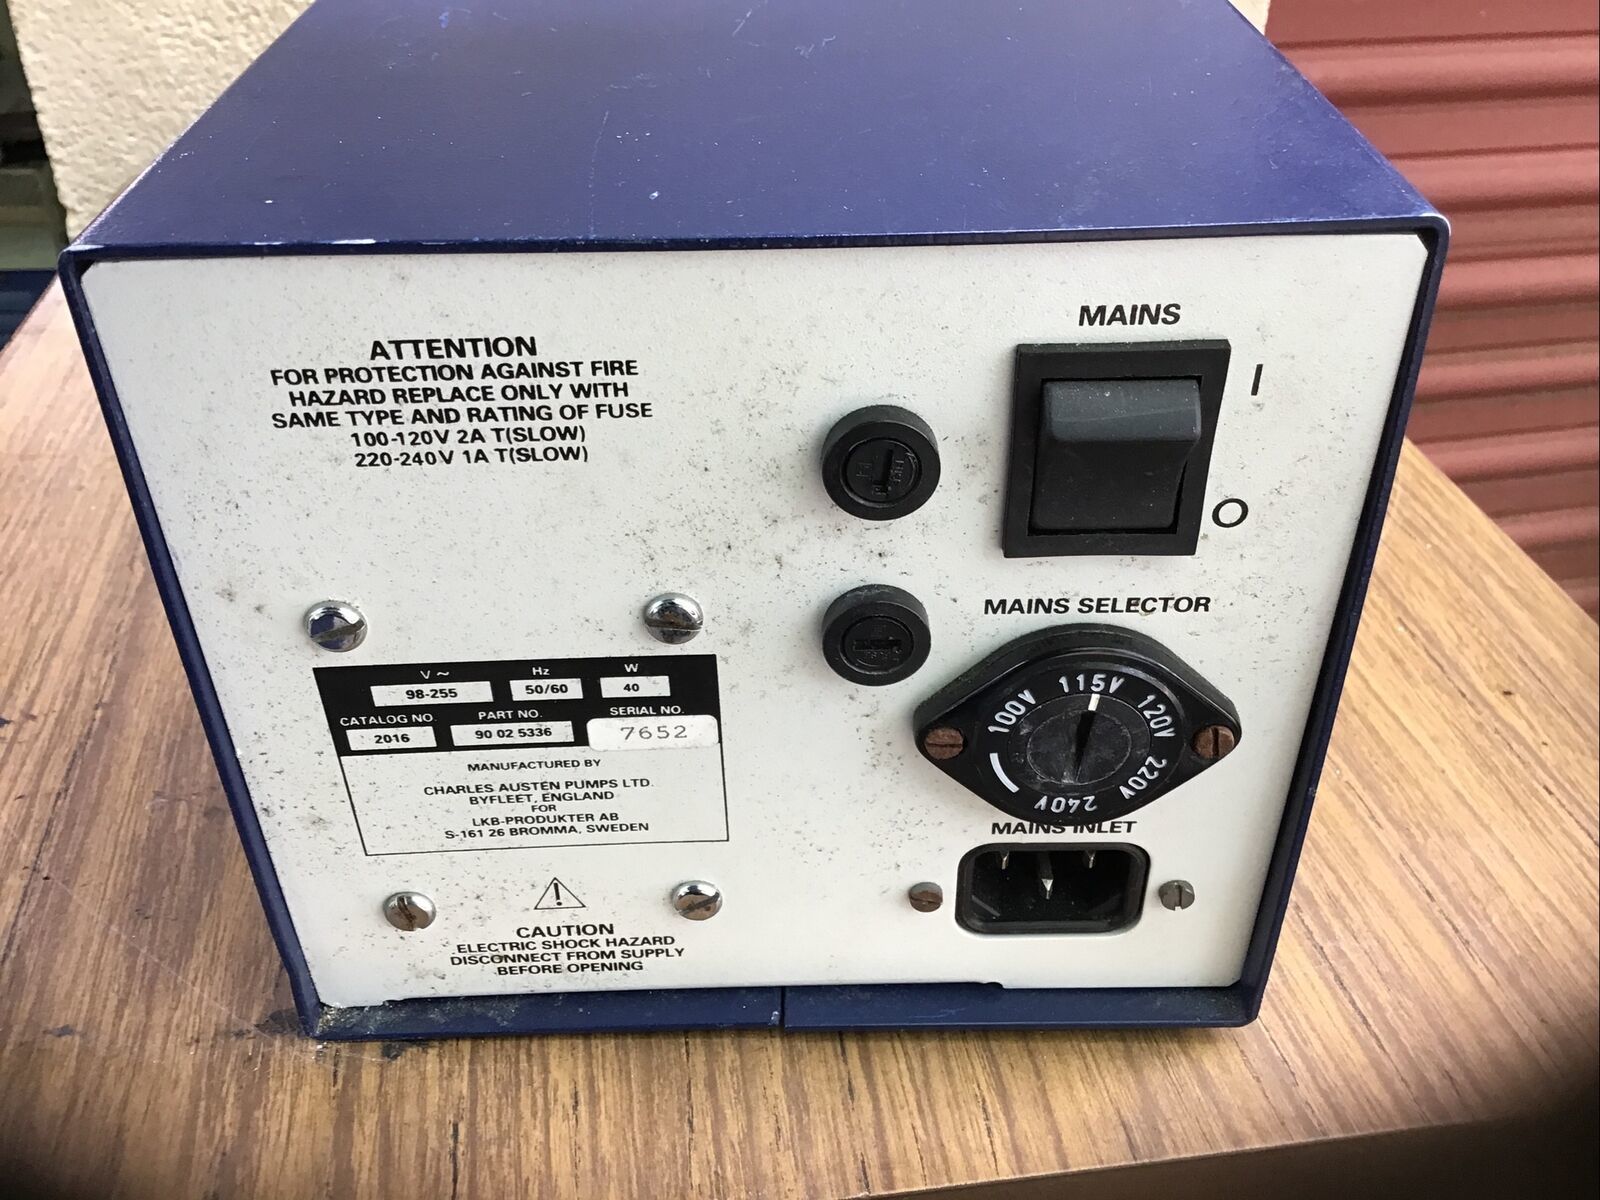 ATTENTION
FOR PROTECTION AGAINST FIRE
HAZARD REPLACE ONLY WITH
SAME TYPE AND RATING OF FUSE
100-120V 2A T(SLOW)
220-240V 1A T(SLOW)
MAINS
I
O
MAINS SELECTOR
100V 115V 120V 220V 240V
MAINS INLET
V~ Hz W
98-255 50/60 40
CATALOG NO. PART NO. SERIAL NO.
2016 90 02 5336 7652
MANUFACTURED BY
CHARLES AUSTEN PUMPS LTD.
BYFLEET, ENGLAND
FOR
LKB-PRODUKTER AB
S-161 26 BROMMA, SWEDEN
CAUTION
ELECTRIC SHOCK HAZARD
DISCONNECT FROM SUPPLY
BEFORE OPENING